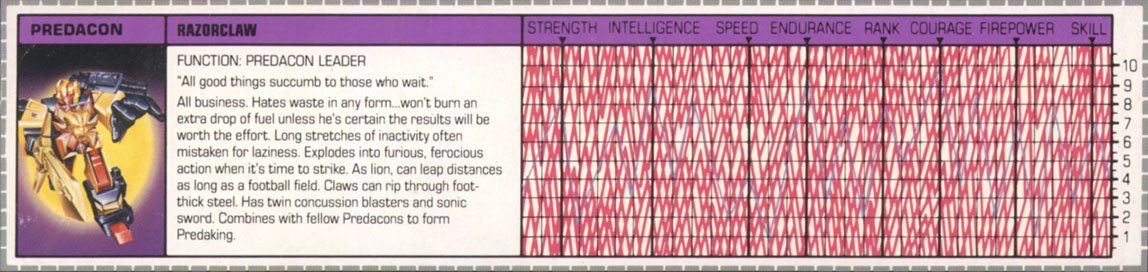 PREDACON
RAZORCLAW
STRENGTH INTELLIGENCE SPEED ENDURANCE RANK COURAGE FIREPOWER SKILL
FUNCTION: PREDACON LEADER
"All good things succumb to those who wait."
All business. Hates waste in any form...won't burn an
extra drop of fuel unless he's certain the results will be
worth the effort. Long stretches of inactivity often
mistaken for laziness. Explodes into furious, ferocious
action when it's time to strike. As lion, can leap distances
as long as a football field. Claws can rip through foot-
thick steel. Has twin concussion blasters and sonic
sword. Combines with fellow Predacons to form
Predaking.
10
9
8
7
6
5
4
3
2
1